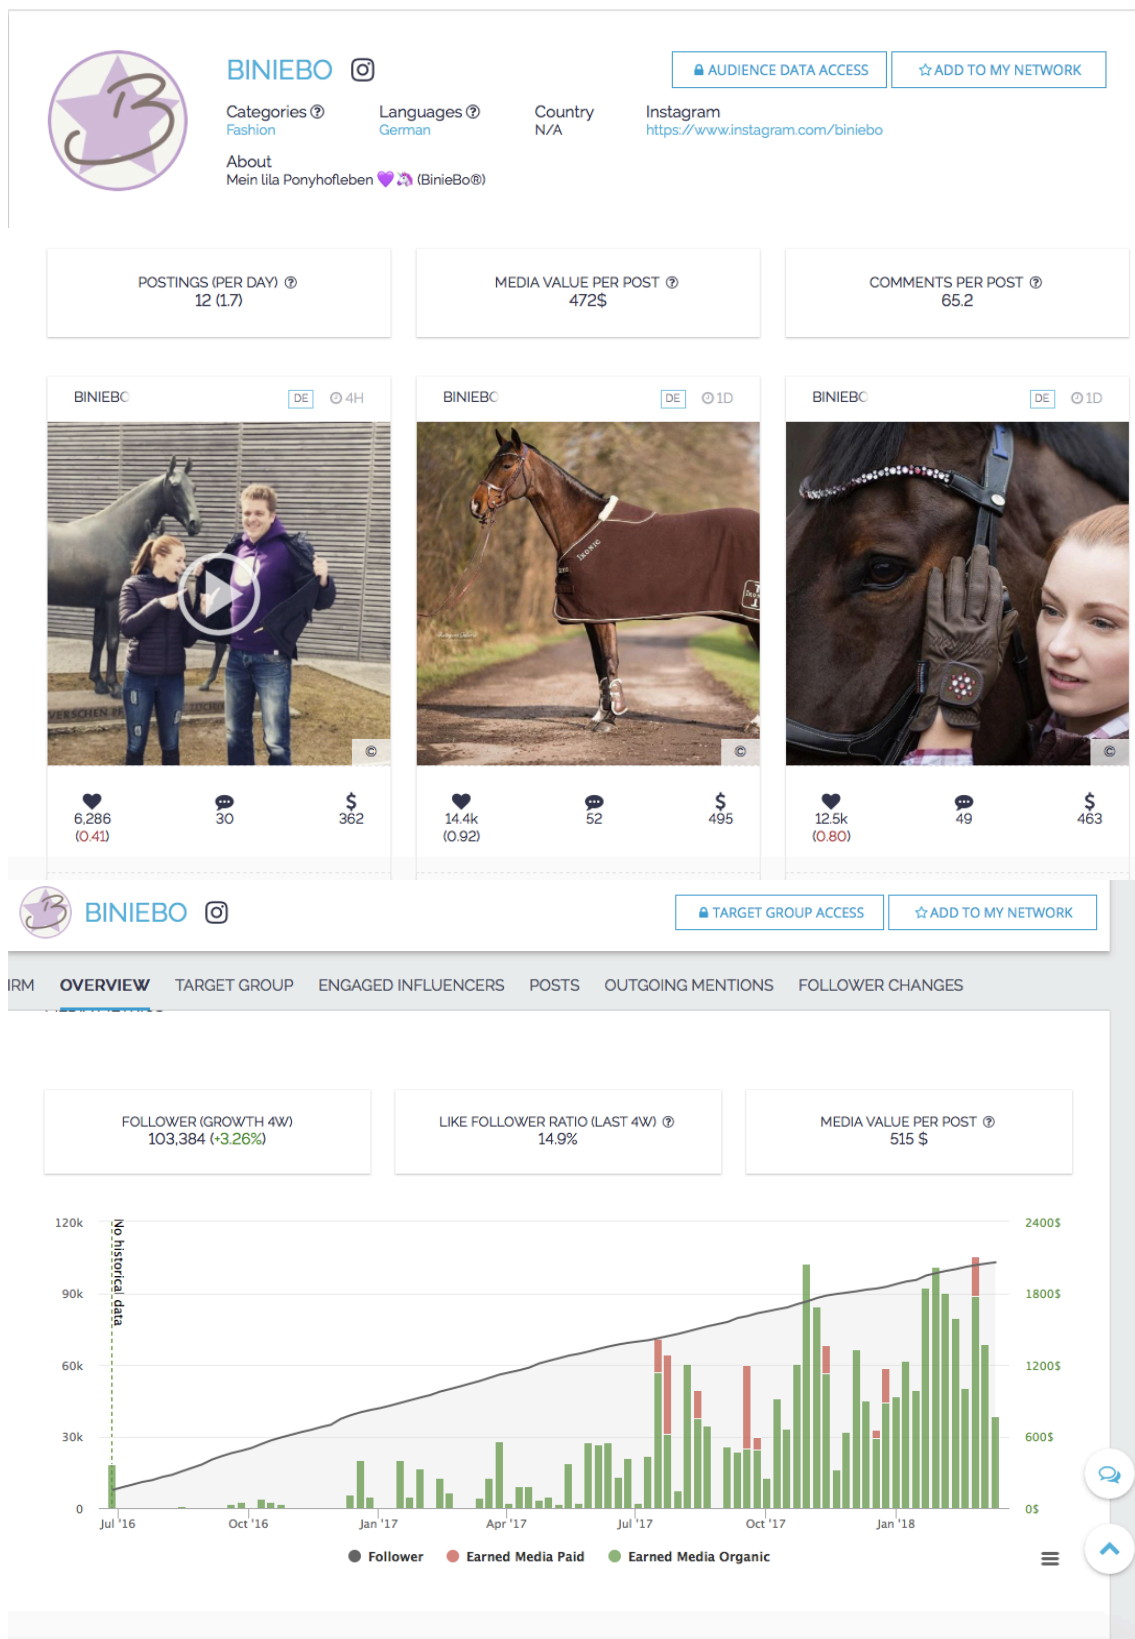 BINIEBO
AUDIENCE DATA ACCESS
ADD TO MY NETWORK
Categories
Languages
Country
Instagram
Fashion
German
N/A
https://www.instagram.com/biniebo
About
Mein lila Ponyhofleben 💜🦄 (BinieBo®)
POSTINGS (PER DAY)
12 (1.7)
MEDIA VALUE PER POST
472$
COMMENTS PER POST
65.2
BINIEBO
DE
4H
BINIEBO
DE
1D
BINIEBO
DE
1D
IKONIC
©
©
©
6,286
(0.41)
30
$
362
14.4k
(0.92)
52
$
495
12.5k
(0.80)
49
$
463
B
BINIEBO
TARGET GROUP ACCESS
ADD TO MY NETWORK
IRM
OVERVIEW
TARGET GROUP
ENGAGED INFLUENCERS
POSTS
OUTGOING MENTIONS
FOLLOWER CHANGES
FOLLOWER (GROWTH 4W)
103,384 (+3.26%)
LIKE FOLLOWER RATIO (LAST 4W)
14.9%
MEDIA VALUE PER POST
515 $
120k
90k
60k
30k
0
No historical data
2400$
1800$
1200$
600$
0$
Jul '16
Oct '16
Jan '17
Apr '17
Jul '17
Oct '17
Jan '18
Follower
Earned Media Paid
Earned Media Organic